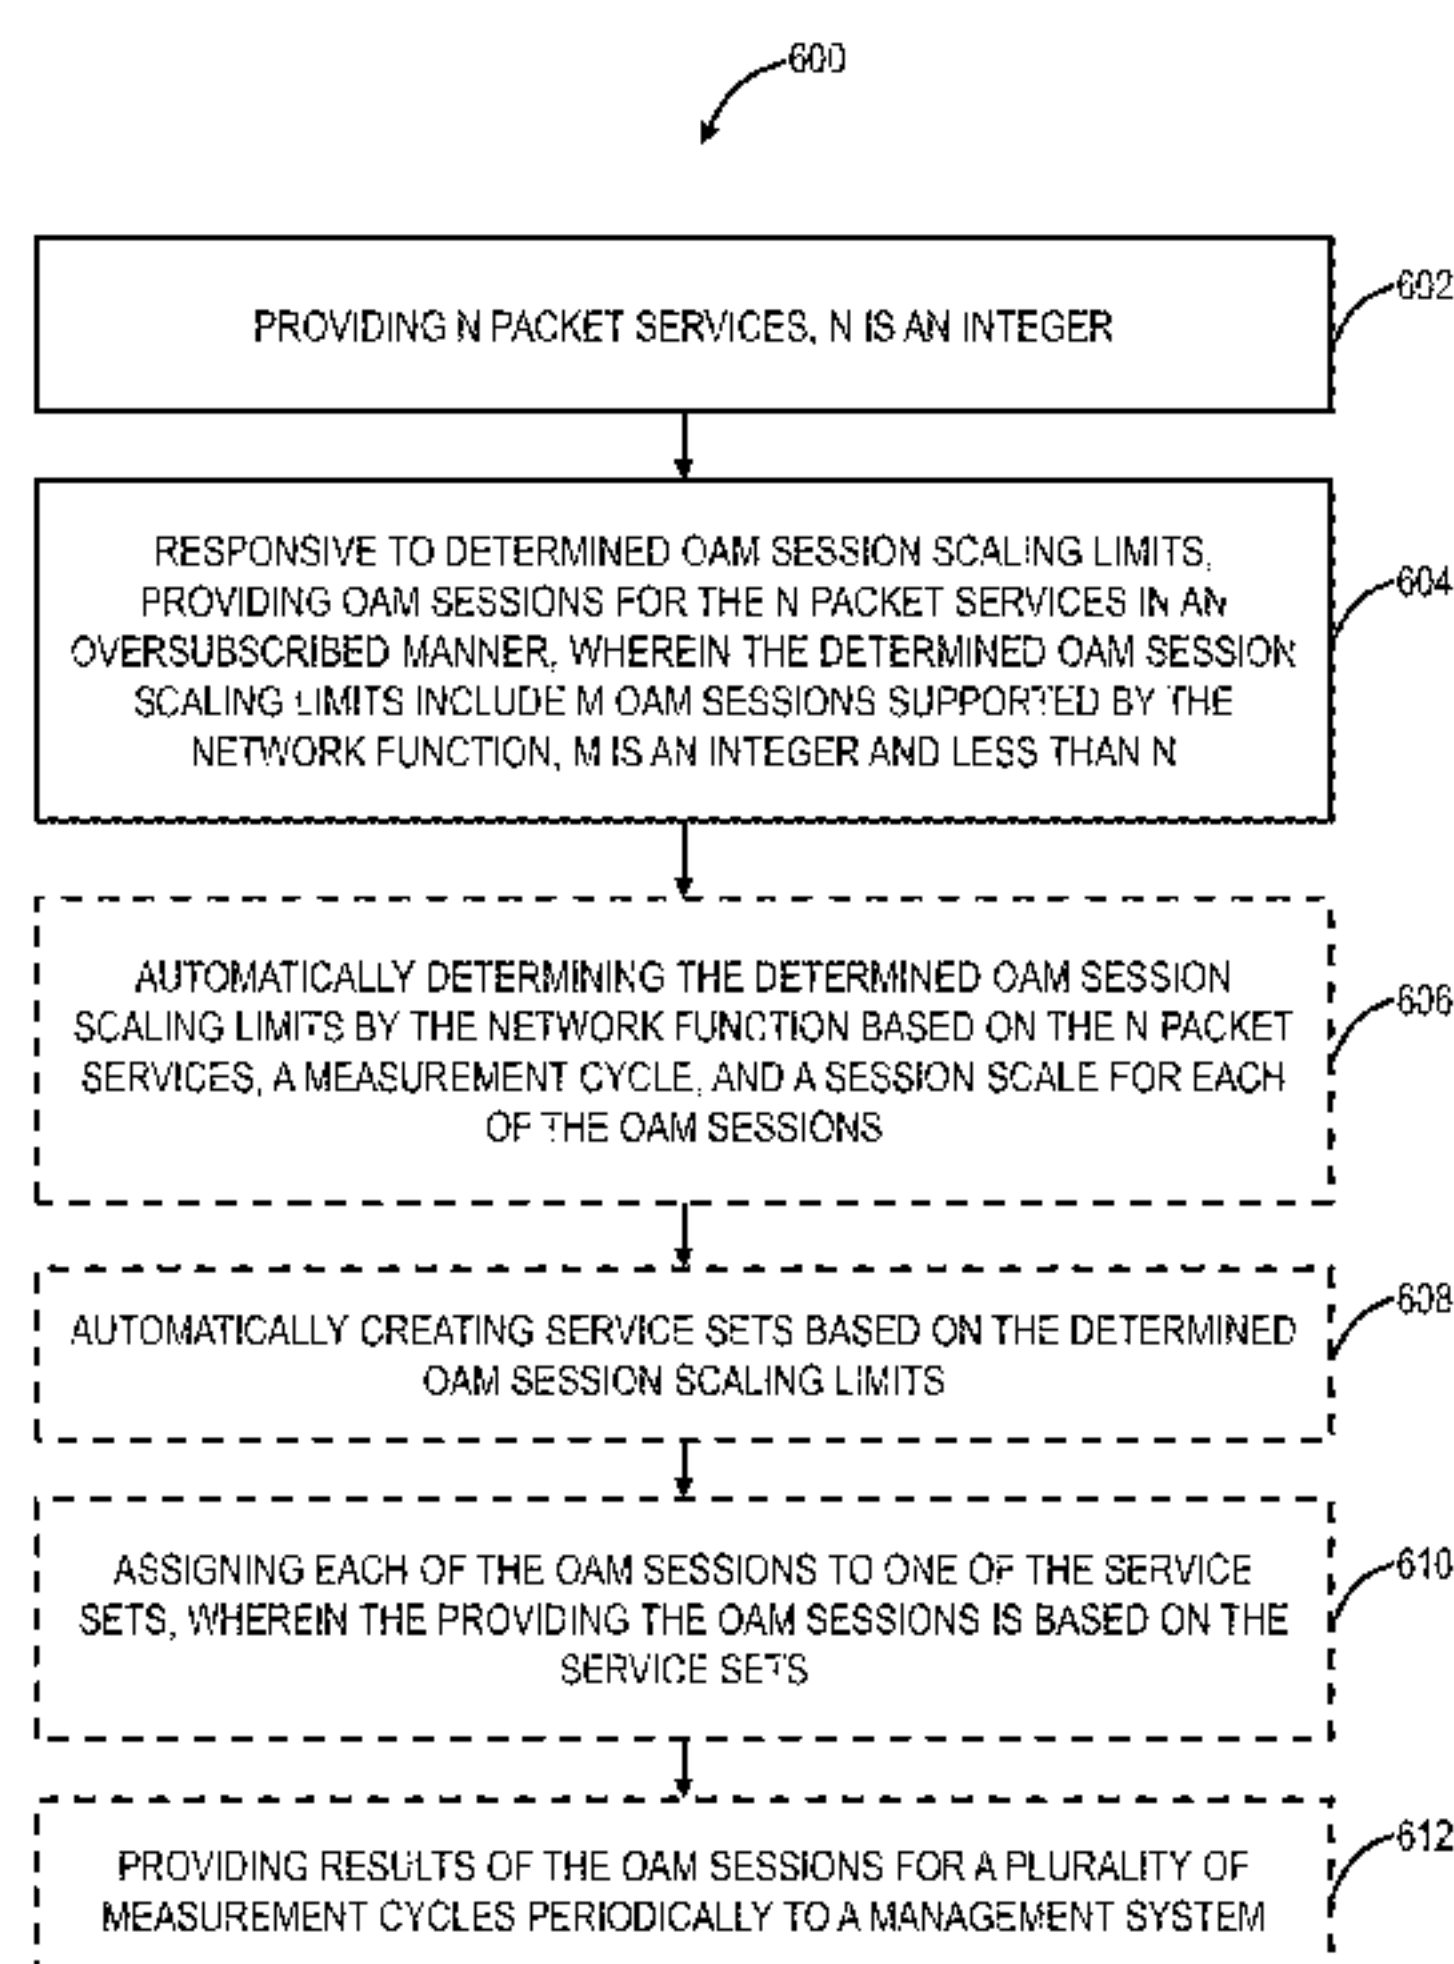 600
PROVIDING N PACKET SERVICES, N IS AN INTEGER
602
RESPONSIVE TO DETERMINED OAM SESSION SCALING LIMITS,
PROVIDING OAM SESSIONS FOR THE N PACKET SERVICES IN AN
OVERSUBSCRIBED MANNER, WHEREIN THE DETERMINED OAM SESSION
SCALING LIMITS INCLUDE M OAM SESSIONS SUPPORTED BY THE
NETWORK FUNCTION, M IS AN INTEGER AND LESS THAN N
604
AUTOMATICALLY DETERMINING THE DETERMINED OAM SESSION
SCALING LIMITS BY THE NETWORK FUNCTION BASED ON THE N PACKET
SERVICES, A MEASUREMENT CYCLE, AND A SESSION SCALE FOR EACH
OF THE OAM SESSIONS
606
AUTOMATICALLY CREATING SERVICE SETS BASED ON THE DETERMINED
OAM SESSION SCALING LIMITS
608
ASSIGNING EACH OF THE OAM SESSIONS TO ONE OF THE SERVICE
SETS, WHEREIN THE PROVIDING THE OAM SESSIONS IS BASED ON THE
SERVICE SETS
610
PROVIDING RESULTS OF THE OAM SESSIONS FOR A PLURALITY OF
MEASUREMENT CYCLES PERIODICALLY TO A MANAGEMENT SYSTEM
612